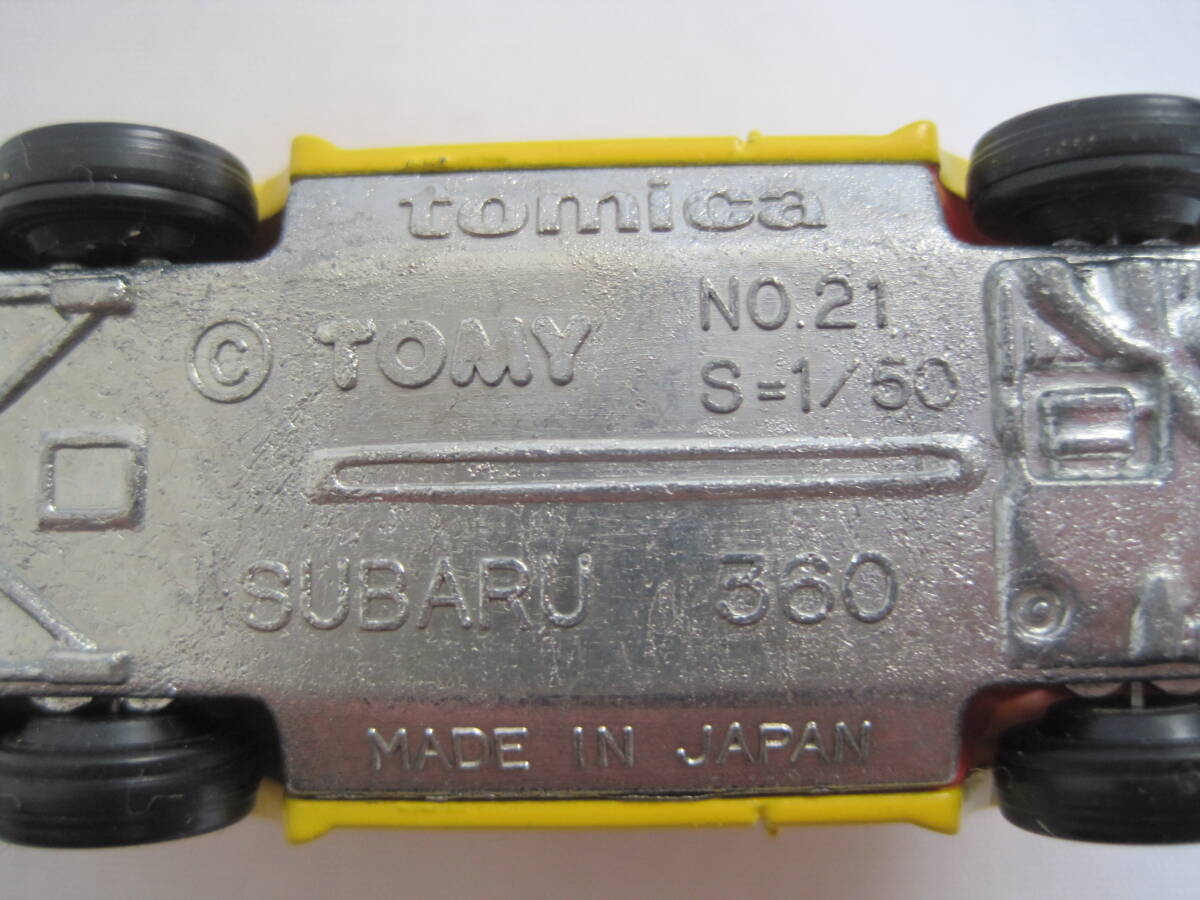 tomica
© TOMY
NO.21
S=1/50
SUBARU 360
MADE IN JAPAN